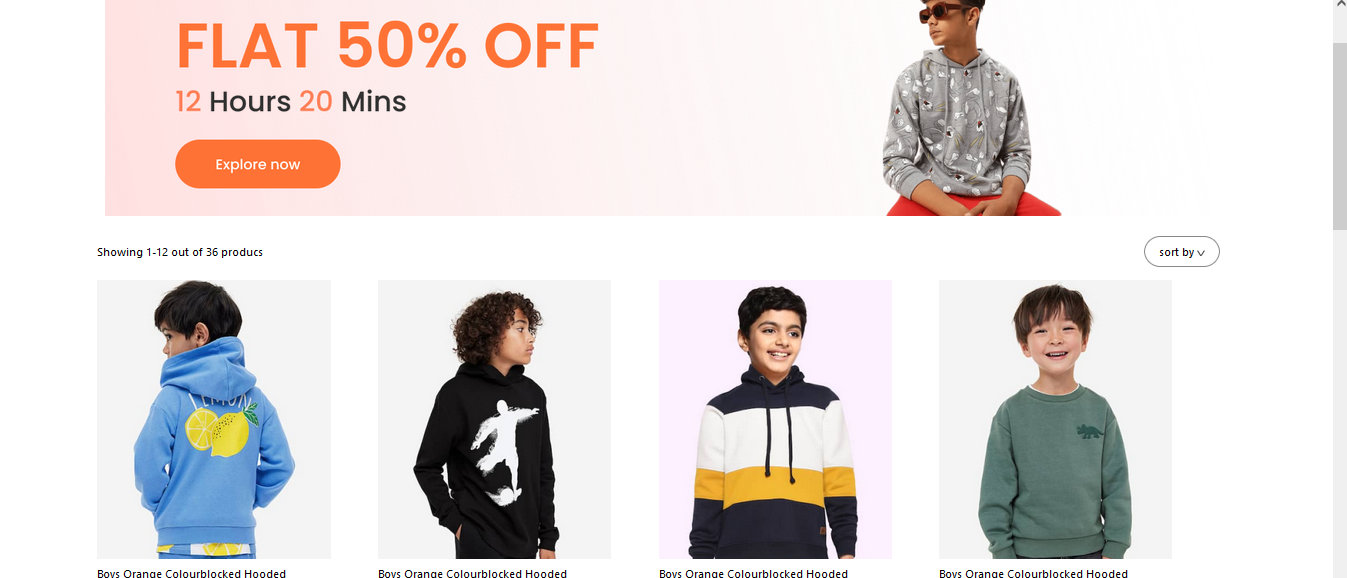 FLAT 50% OFF
12 Hours 20 Mins
Explore now
Showing 1-12 out of 36 producs
sort by
LEMON
Boys Orange Colourblocked Hooded
Boys Orange Colourblocked Hooded
Boys Orange Colourblocked Hooded
Boys Orange Colourblocked Hooded